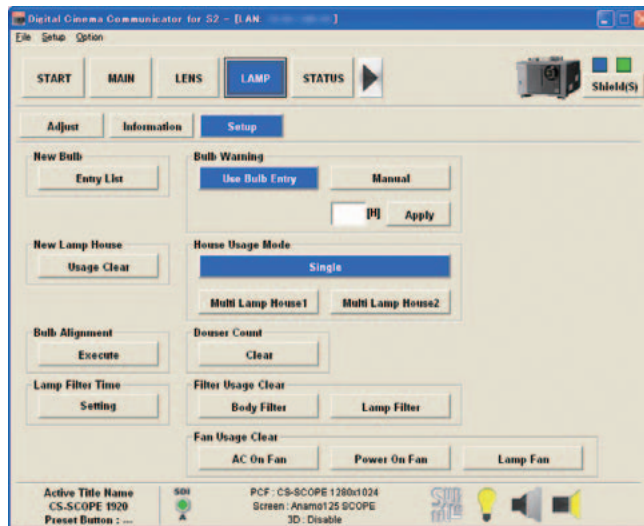 Digital Cinema Communicator for S2 - [LAN: ]
File Setup Option
START MAIN LENS LAMP STATUS
Shield(S)
Adjust Information Setup
New Bulb
Entry List
Bulb Warning
Use Bulb Entry Manual
[H] Apply
New Lamp House
Usage Clear
House Usage Mode
Single
Multi Lamp House1 Multi Lamp House2
Bulb Alignment
Execute
Douser Count
Clear
Lamp Filter Time
Setting
Filter Usage Clear
Body Filter Lamp Filter
Fan Usage Clear
AC On Fan Power On Fan Lamp Fan
Active Title Name
CS-SCOPE 1920
Preset Button : ...
SDI
A
PCF : CS-SCOPE 1280x1024
Screen : Anamo125 SCOPE
3D : Disable